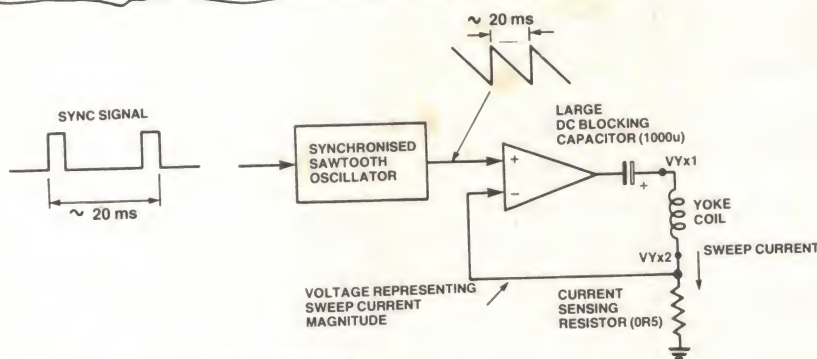 ~ 20 ms
SYNC SIGNAL
~ 20 ms
SYNCHRONISED
SAWTOOTH
OSCILLATOR
LARGE
DC BLOCKING
CAPACITOR (1000u)
+
−
+
VYx1
YOKE
COIL
VYx2
SWEEP CURRENT
VOLTAGE REPRESENTING
SWEEP CURRENT
MAGNITUDE
CURRENT
SENSING
RESISTOR (0R5)